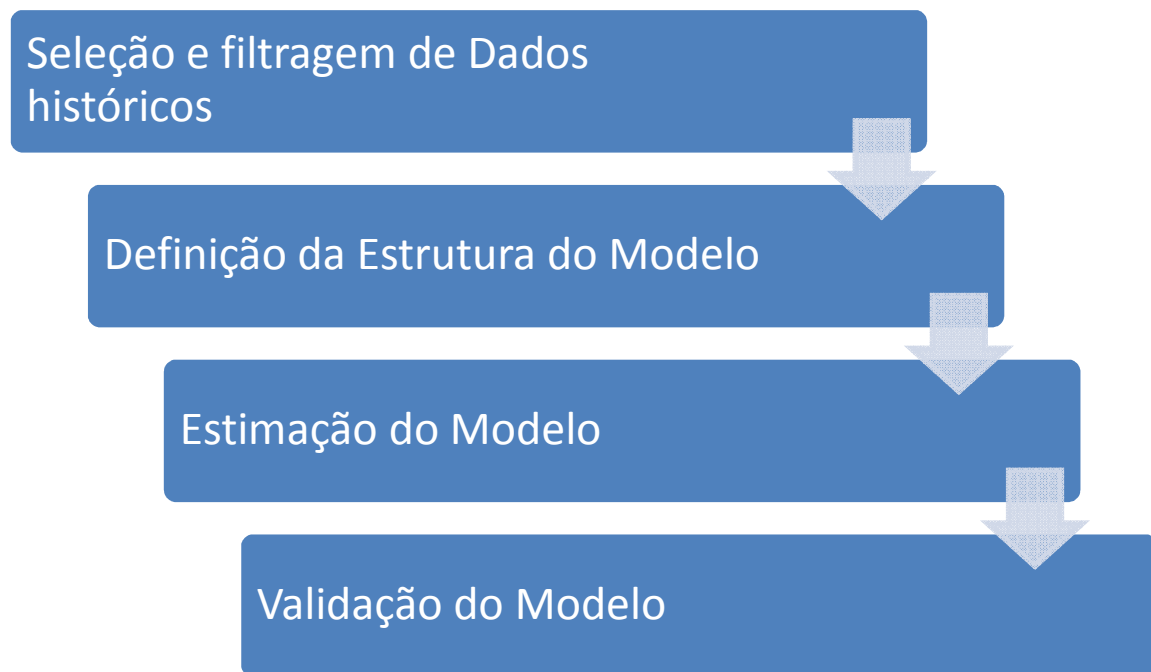 Seleção e filtragem de Dados
históricos
Definição da Estrutura do Modelo
Estimação do Modelo
Validação do Modelo